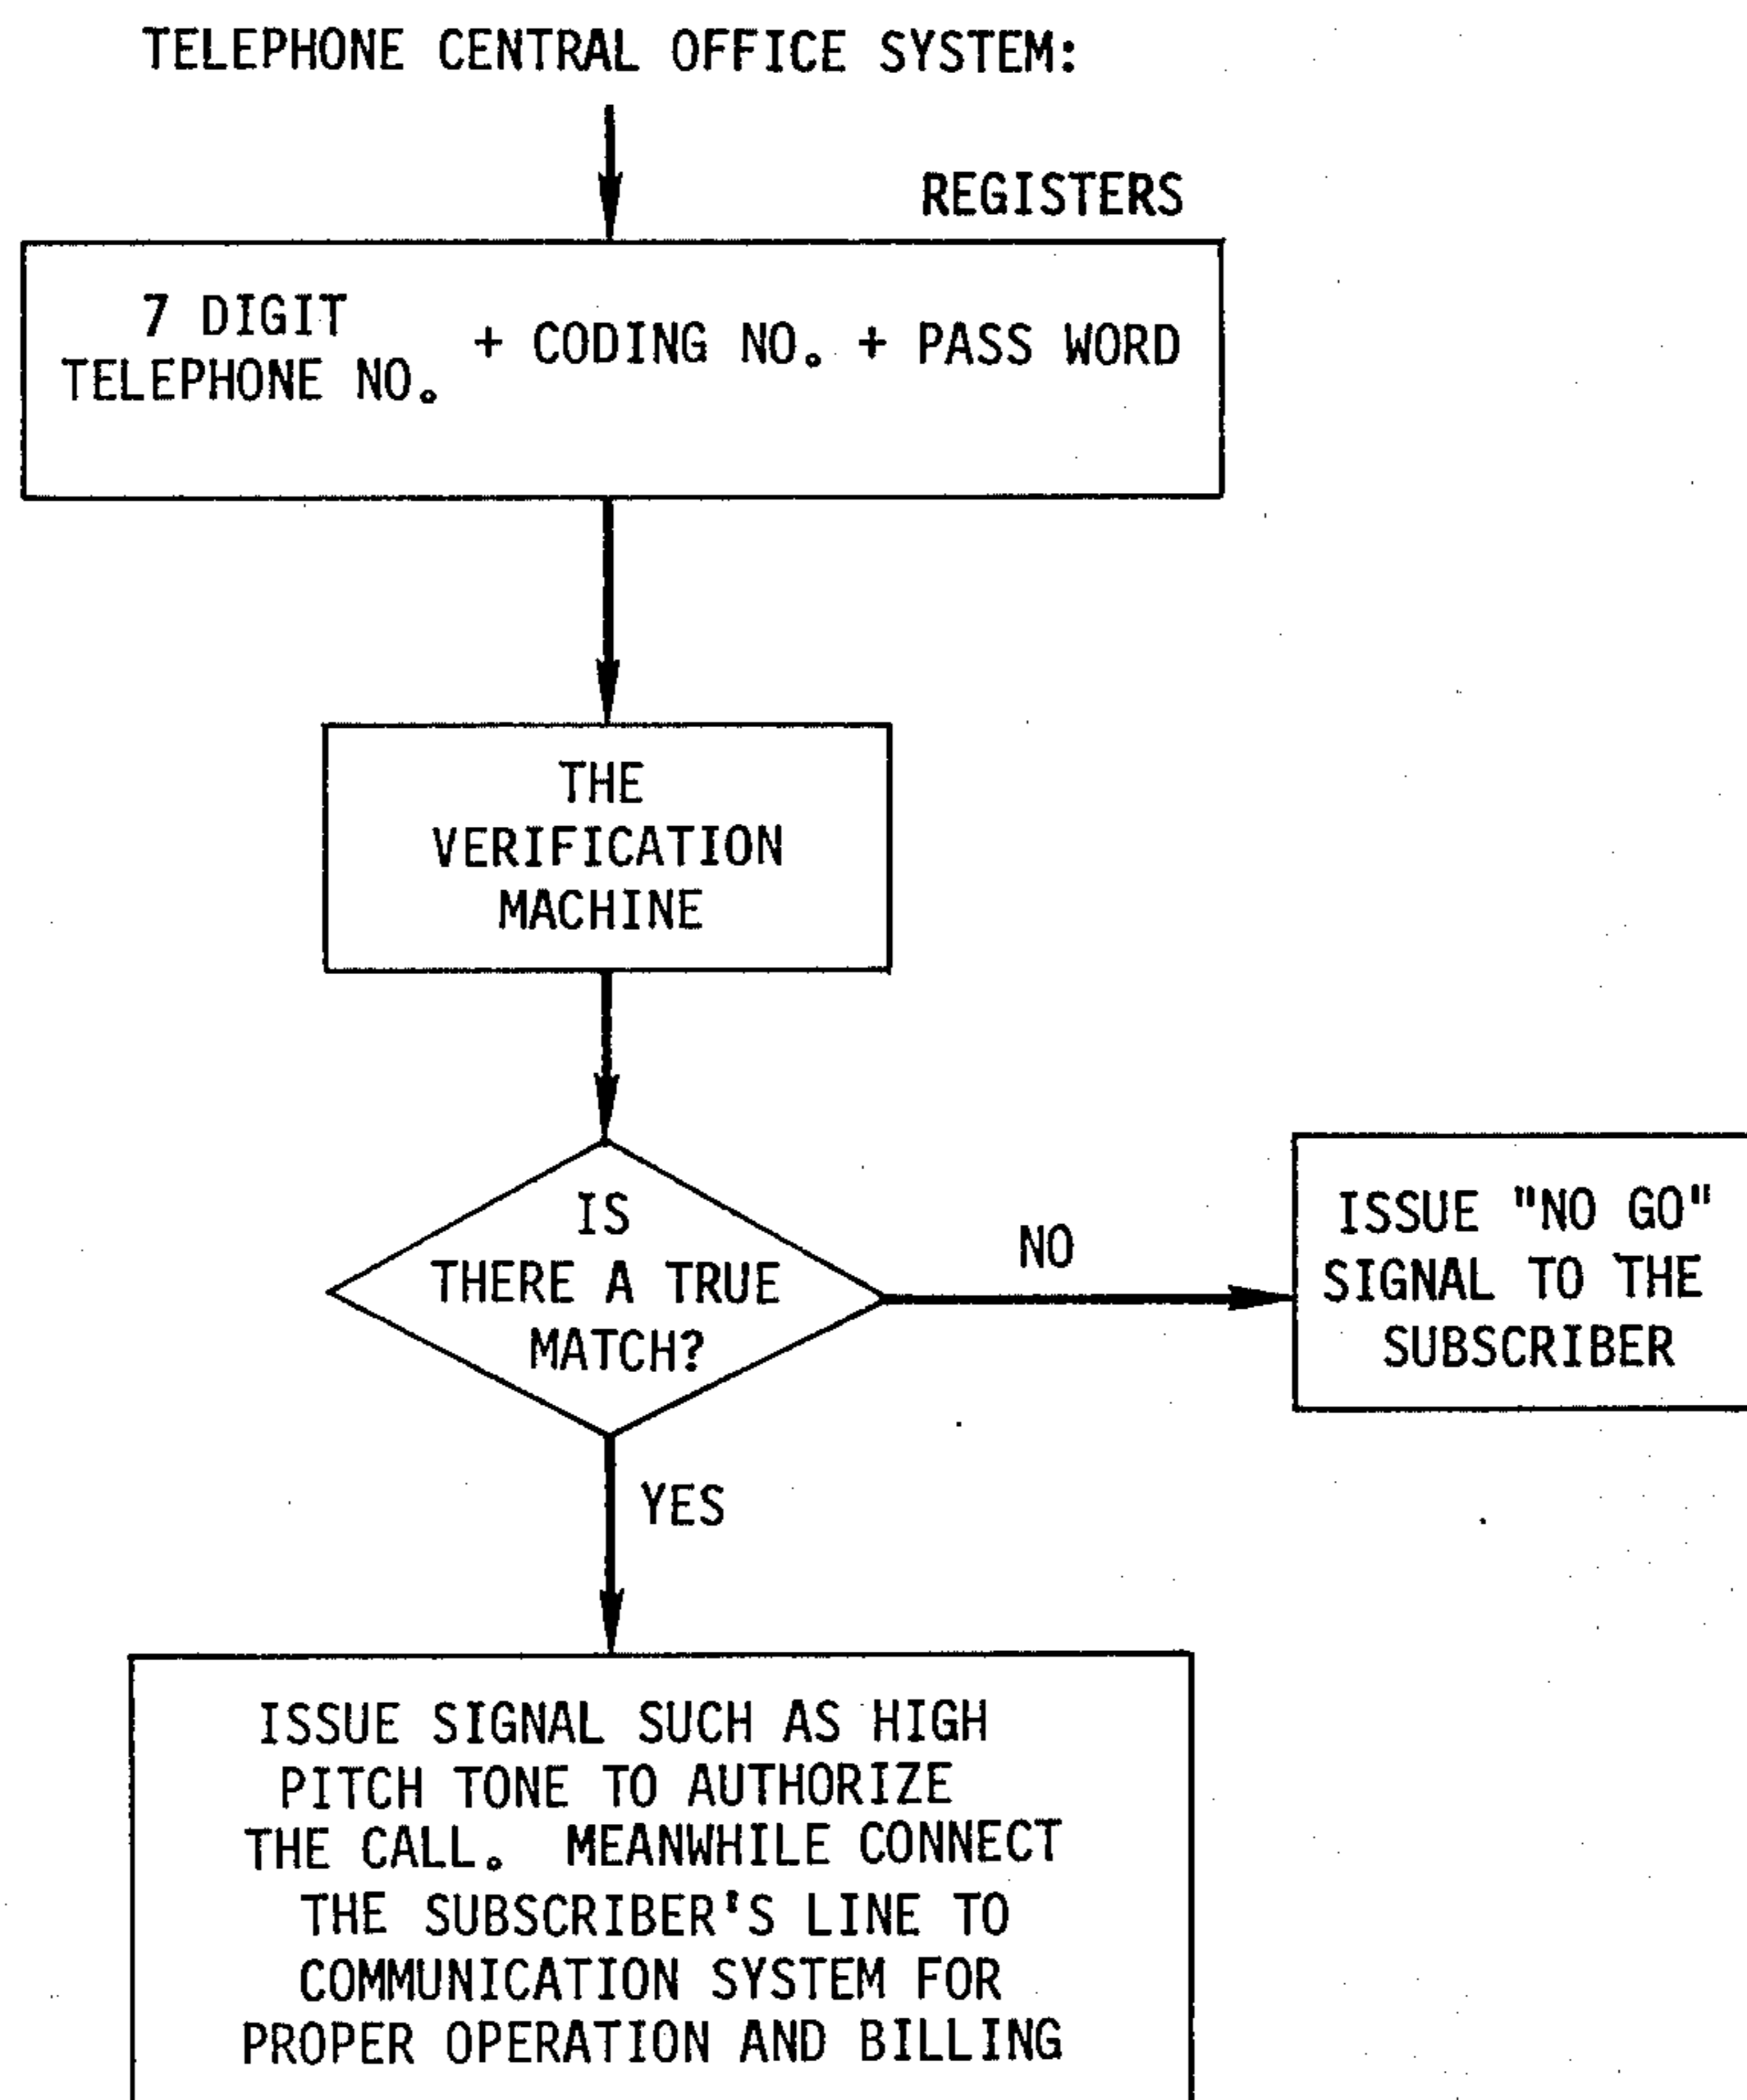 TELEPHONE CENTRAL OFFICE SYSTEM:
REGISTERS
7 DIGIT
TELEPHONE NO. + CODING NO. + PASS WORD
THE
VERIFICATION
MACHINE
IS
THERE A TRUE
MATCH?
NO
ISSUE "NO GO"
SIGNAL TO THE
SUBSCRIBER
YES
ISSUE SIGNAL SUCH AS HIGH
PITCH TONE TO AUTHORIZE
THE CALL. MEANWHILE CONNECT
THE SUBSCRIBER'S LINE TO
COMMUNICATION SYSTEM FOR
PROPER OPERATION AND BILLING